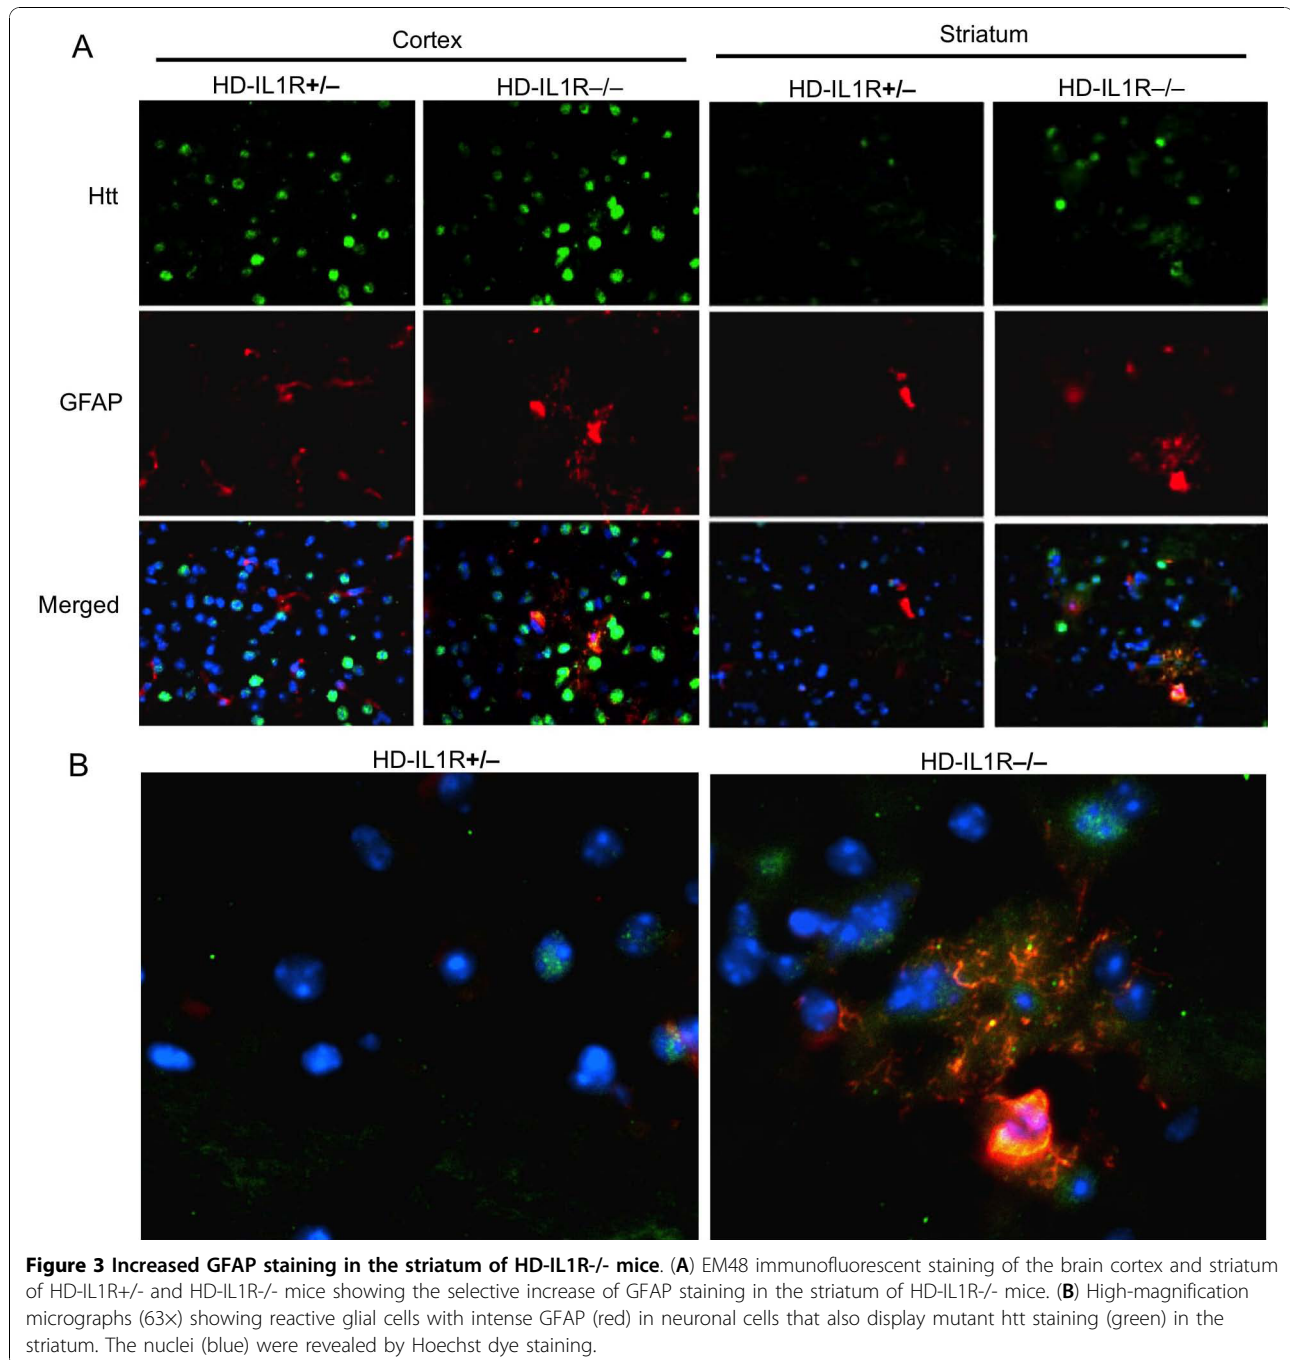 A
Cortex
Striatum
HD-IL1R+/–
HD-IL1R–/–
HD-IL1R+/–
HD-IL1R–/–
Htt
GFAP
Merged
B
HD-IL1R+/–
HD-IL1R–/–
Figure 3 Increased GFAP staining in the striatum of HD-IL1R-/- mice. (A) EM48 immunofluorescent staining of the brain cortex and striatum
of HD-IL1R+/- and HD-IL1R-/- mice showing the selective increase of GFAP staining in the striatum of HD-IL1R-/- mice. (B) High-magnification
micrographs (63×) showing reactive glial cells with intense GFAP (red) in neuronal cells that also display mutant htt staining (green) in the
striatum. The nuclei (blue) were revealed by Hoechst dye staining.